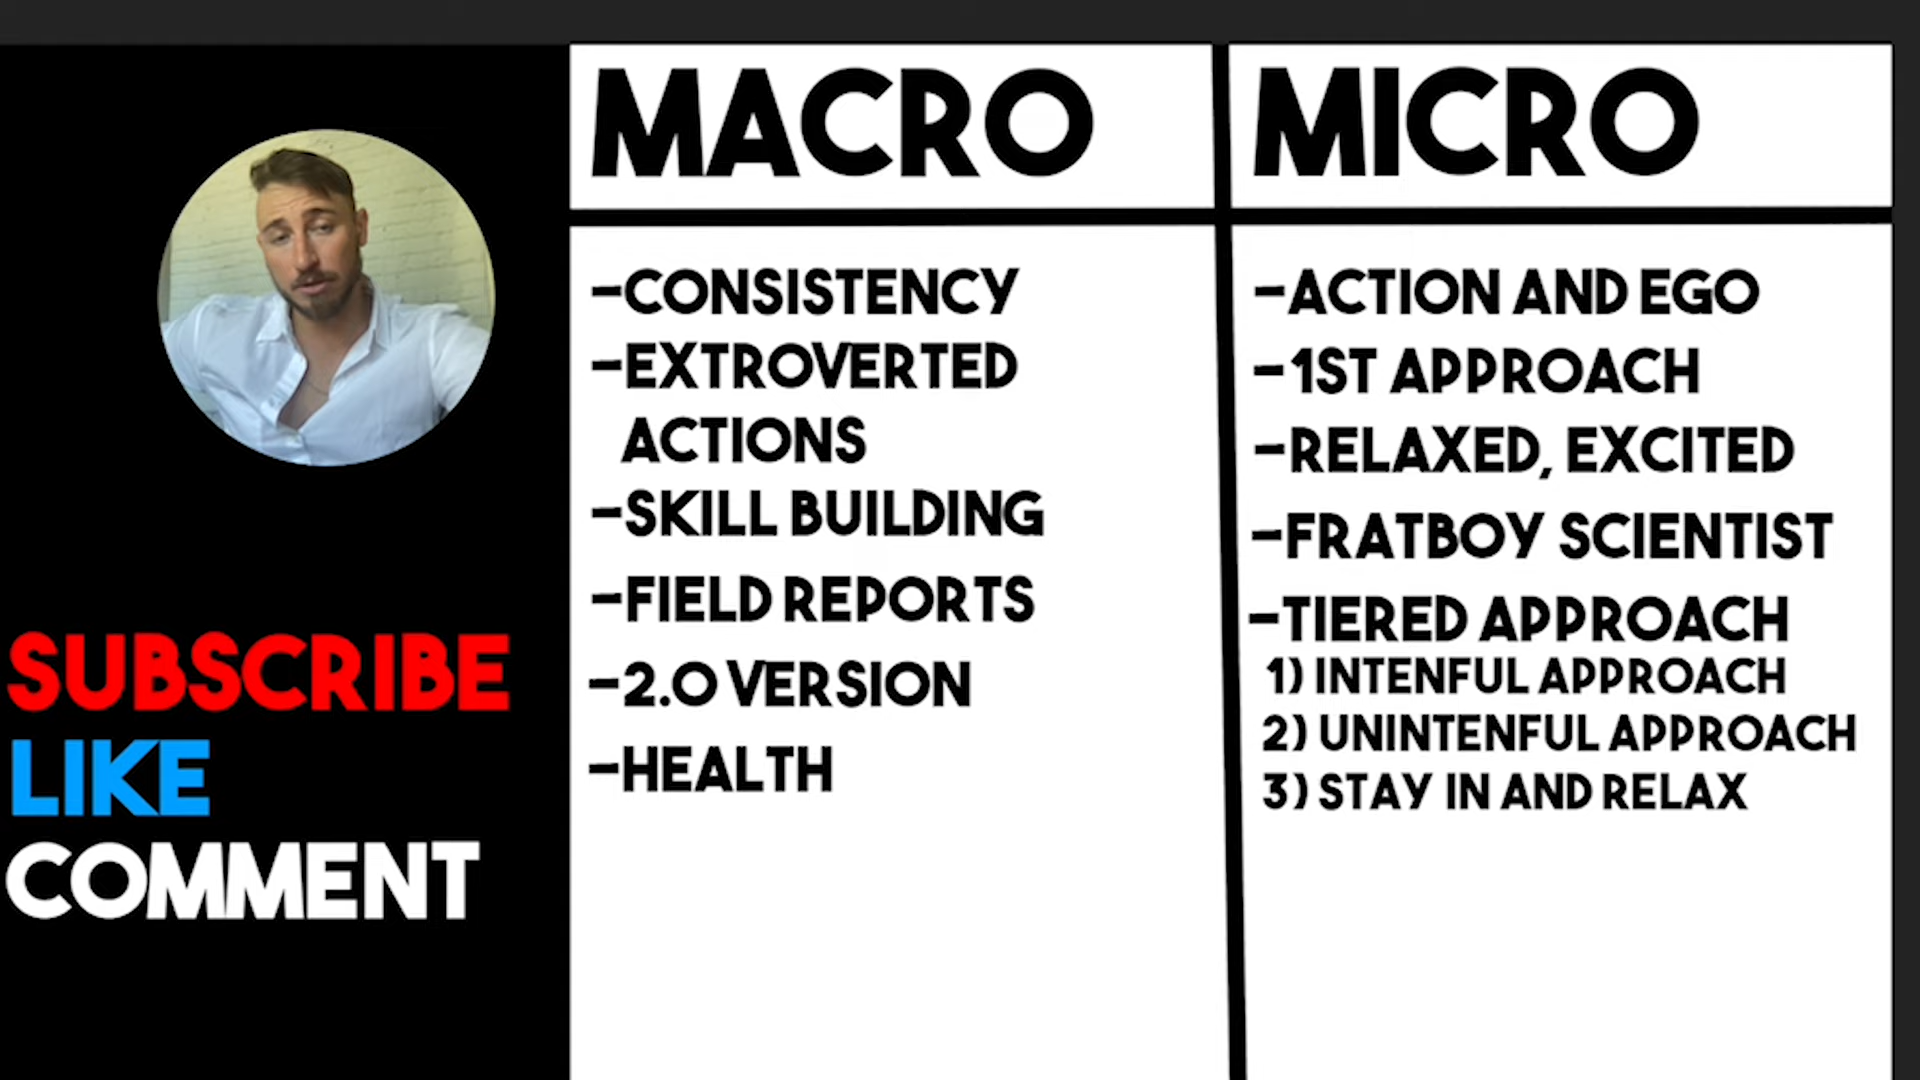 SUBSCRIBE
LIKE
COMMENT
MACRO
-CONSISTENCY
-EXTROVERTED
ACTIONS
-SKILL BUILDING
-FIELD REPORTS
-2.0 VERSION
-HEALTH
MICRO
-ACTION AND EGO
-1ST APPROACH
-RELAXED, EXCITED
-FRATBOY SCIENTIST
-TIERED APPROACH
1) INTENFUL APPROACH
2) UNINTENFUL APPROACH
3) STAY IN AND RELAX